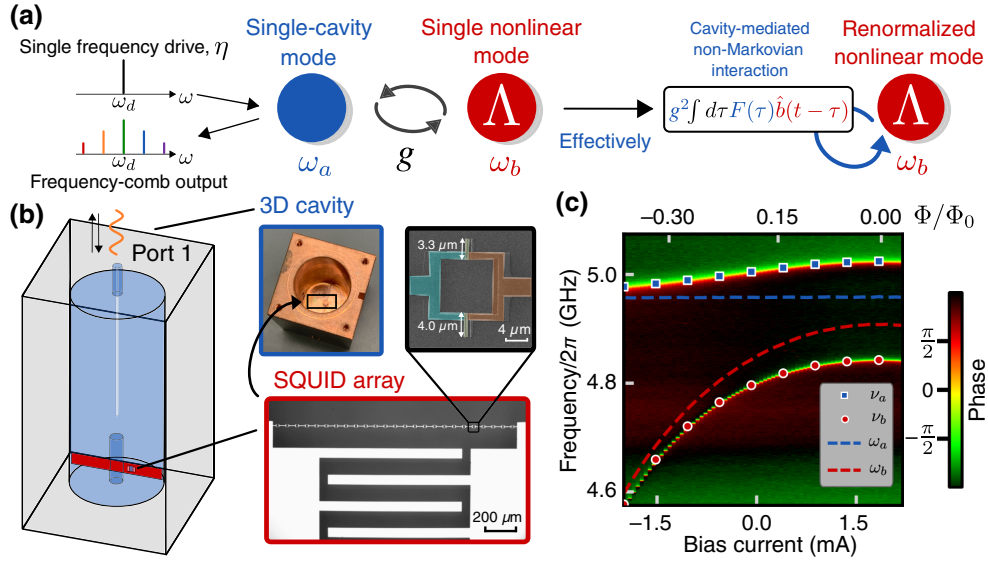 (a)
Single frequency drive, η
ω_d
ω
ω_d
ω
Frequency-comb output
Single-cavity
mode
ω_a
g
Single nonlinear
mode
Λ
ω_b
Effectively
Cavity-mediated
non-Markovian
interaction
g²∫ dτF(τ)b̂(t − τ)
Renormalized
nonlinear mode
Λ
ω_b
(b)
3D cavity
Port 1
3.3 μm
4.0 μm
4 μm
SQUID array
200 μm
(c)
−0.30 0.15 0.00 Φ/Φ₀
Frequency/2π (GHz)
5.0
4.8
4.6
−1.5 0.0 1.5
Bias current (mA)
ν_a
ν_b
ω_a
ω_b
π/2
0
−π/2
Phase